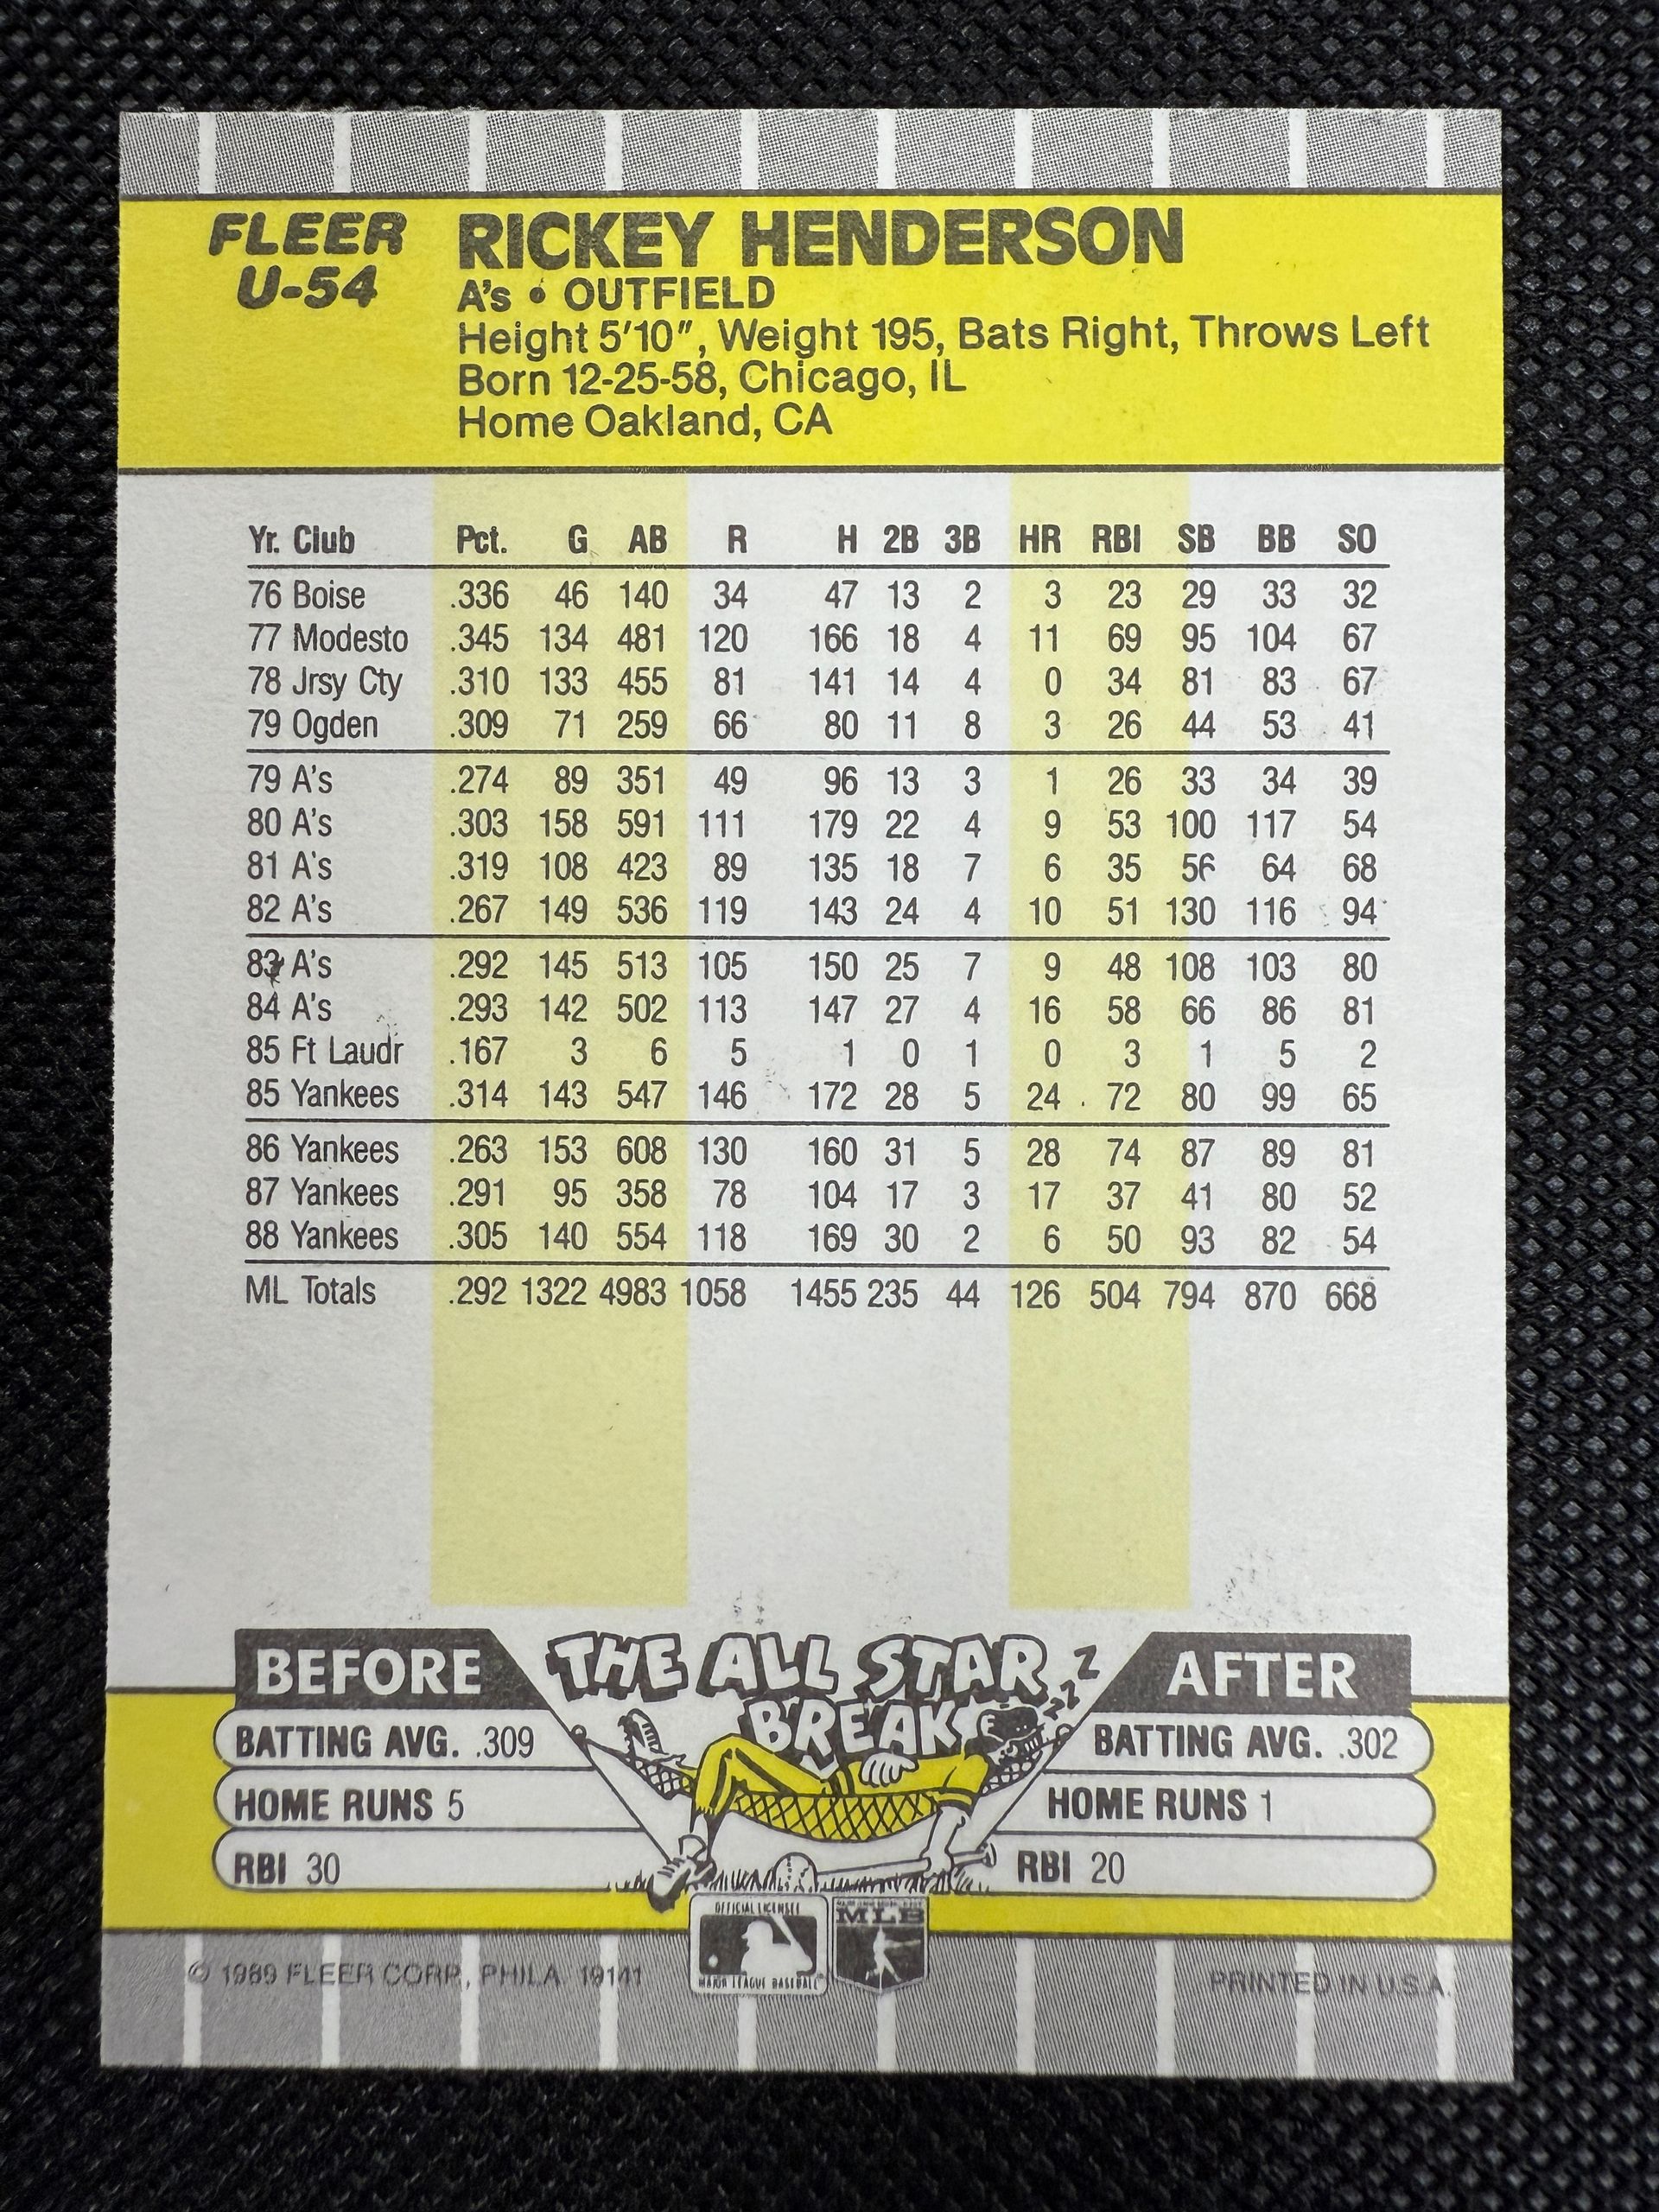 FLEER
U-54
RICKEY HENDERSON
A's • OUTFIELD
Height 5'10", Weight 195, Bats Right, Throws Left
Born 12-25-58, Chicago, IL
Home Oakland, CA
Yr. Club Pct. G AB R H 2B 3B HR RBI SB BB SO
76 Boise .336 46 140 34 47 13 2 3 23 29 33 32
77 Modesto .345 134 481 120 166 18 4 11 69 95 104 67
78 Jrsy Cty .310 133 455 81 141 14 4 0 34 81 83 67
79 Ogden .309 71 259 66 80 11 8 3 26 44 53 41
79 A's .274 89 351 49 96 13 3 1 26 33 34 39
80 A's .303 158 591 111 179 22 4 9 53 100 117 54
81 A's .319 108 423 89 135 18 7 6 35 56 64 68
82 A's .267 149 536 119 143 24 4 10 51 130 116 94
83 A's .292 145 513 105 150 25 7 9 48 108 103 80
84 A's .293 142 502 113 147 27 4 16 58 66 86 81
85 Ft Laudr .167 3 6 5 1 0 1 0 3 1 5 2
85 Yankees .314 143 547 146 172 28 5 24 72 80 99 65
86 Yankees .263 153 608 130 160 31 5 28 74 87 89 81
87 Yankees .291 95 358 78 104 17 3 17 37 41 80 52
88 Yankees .305 140 554 118 169 30 2 6 50 93 82 54
ML Totals .292 1322 4983 1058 1455 235 44 126 504 794 870 668
BEFORE
THE ALL STAR
BREAK
Z
Z
Z
AFTER
BATTING AVG. .309
HOME RUNS 5
RBI 30
BATTING AVG. .302
HOME RUNS 1
RBI 20
OFFICIAL LICENSEE
MAJOR LEAGUE BASEBALL
MLB
© 1989 FLEER CORP., PHILA. 19141
PRINTED IN U.S.A.